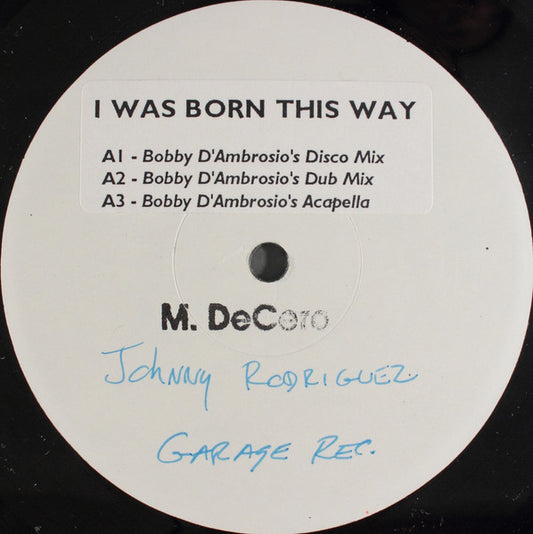 I WAS BORN THIS WAY
A1 - Bobby D'Ambrosio's Disco Mix
A2 - Bobby D'Ambrosio's Dub Mix
A3 - Bobby D'Ambrosio's Acapella
M. DeCero
Johnny Rodriguez
Garage Rec.